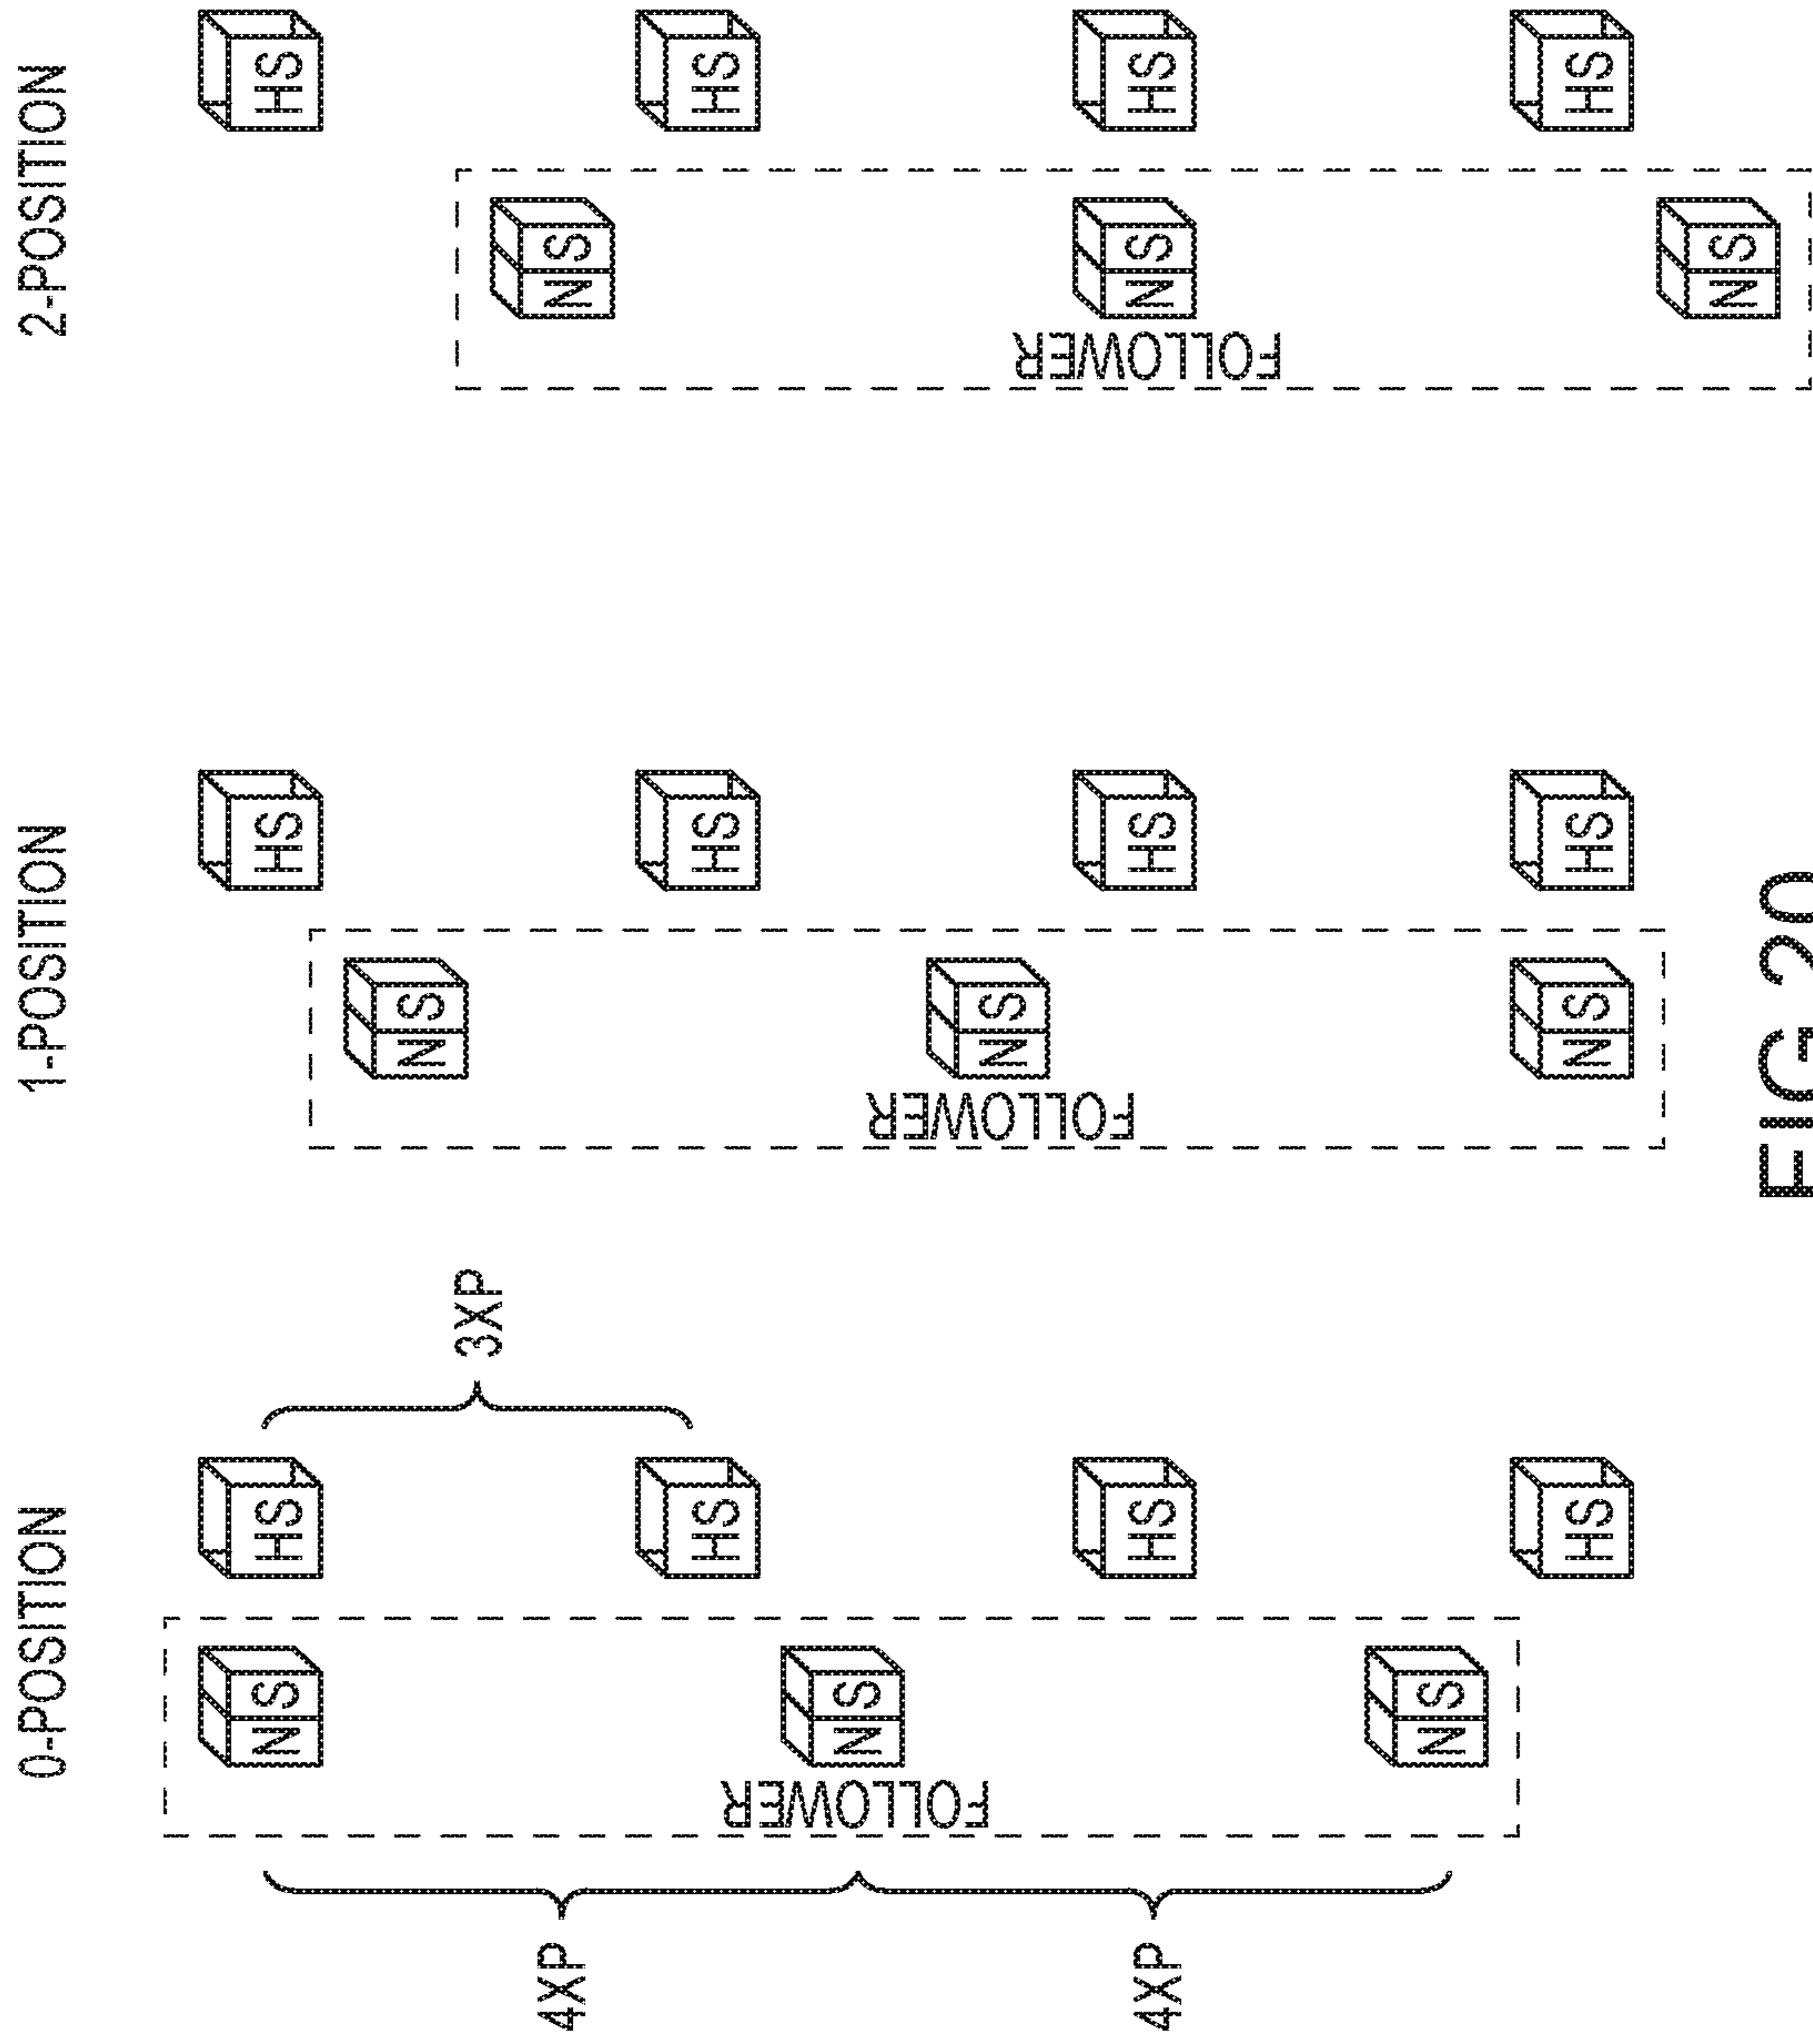 0-POSITION
4XP
4XP
FOLLOWER
N S
N S
N S
HS
HS
HS
HS
3XP
1-POSITION
FOLLOWER
N S
N S
N S
HS
HS
HS
HS
2-POSITION
FOLLOWER
N S
N S
N S
HS
HS
HS
HS
FIG 20